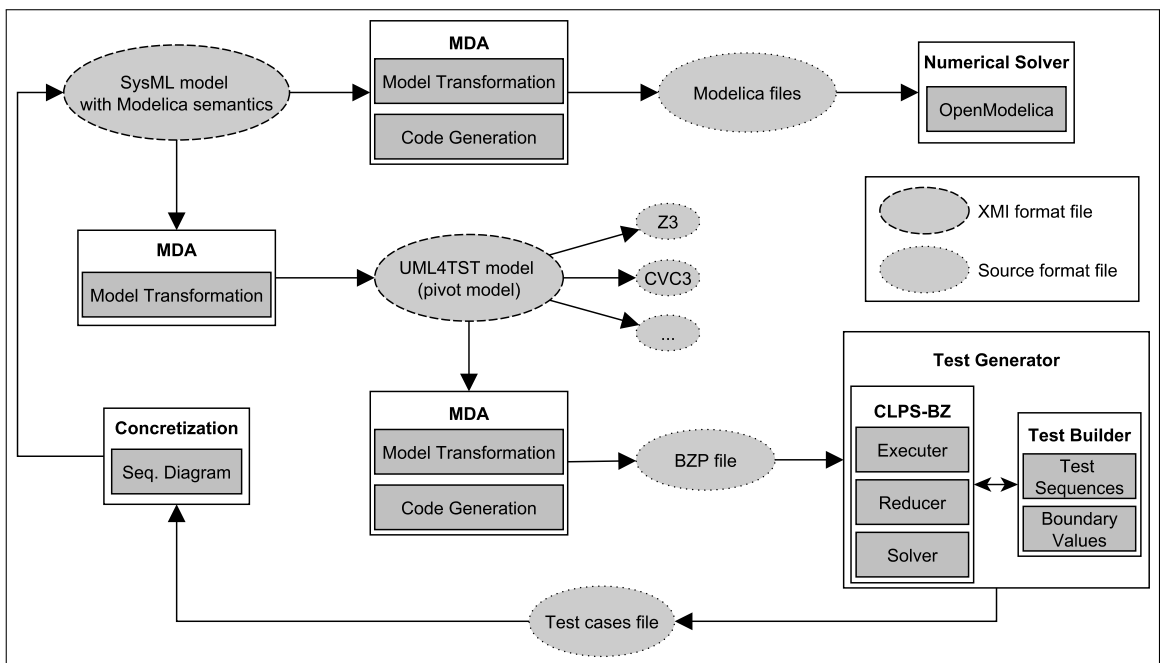 SysML model
with Modelica semantics
MDA
Model Transformation
Code Generation
Modelica files
Numerical Solver
OpenModelica
XMI format file
Source format file
MDA
Model Transformation
UML4TST model
(pivot model)
Z3
CVC3
...
MDA
Model Transformation
Code Generation
BZP file
Test Generator
CLPS-BZ
Executer
Reducer
Solver
Test Builder
Test
Sequences
Boundary
Values
Concretization
Seq. Diagram
Test cases file